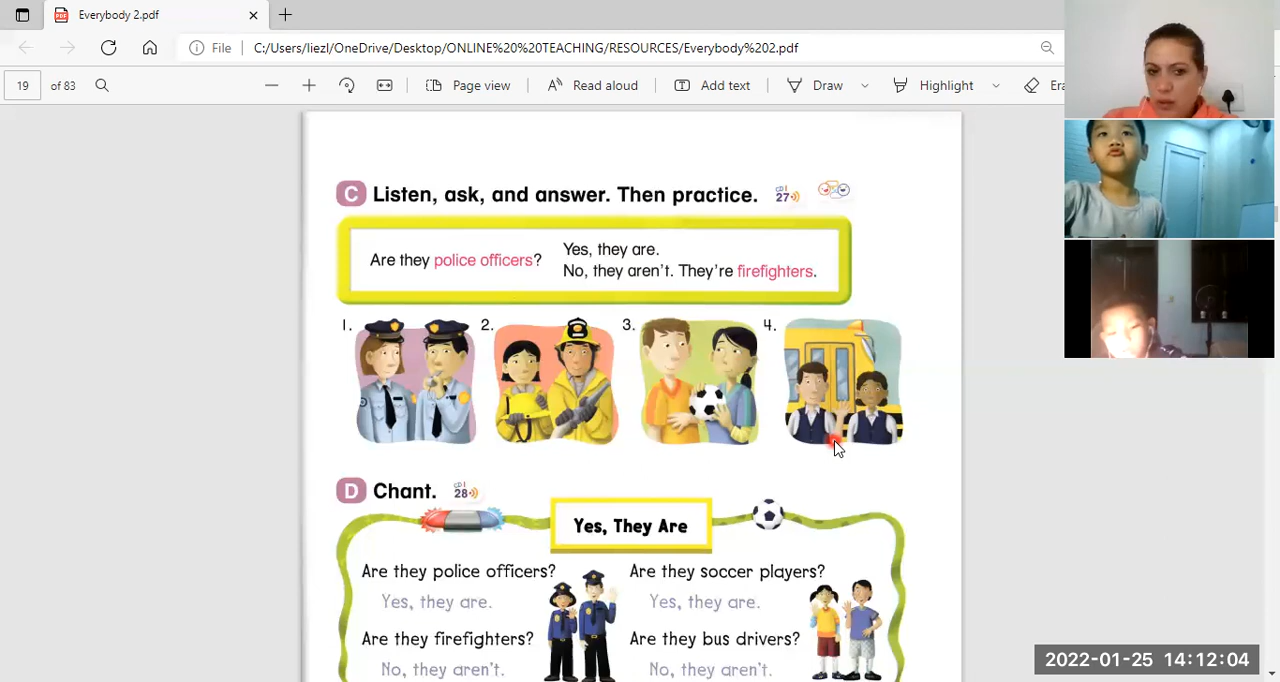 Everybody 2.pdf
File
C:/Users/liezl/OneDrive/Desktop/ONLINE%20%20TEACHING/RESOURCES/Everybody%202.pdf
19 of 83
Page view
Read aloud
Add text
Draw
Highlight
Era
C Listen, ask, and answer. Then practice. CD1 27
Are they police officers?
Yes, they are.
No, they aren't. They're firefighters.
1.
2.
3.
4.
D Chant. CD1 28
Yes, They Are
Are they police officers?
Yes, they are.
Are they firefighters?
No, they aren't.
Are they soccer players?
Yes, they are.
Are they bus drivers?
No, they aren't.
2022-01-25 14:12:04